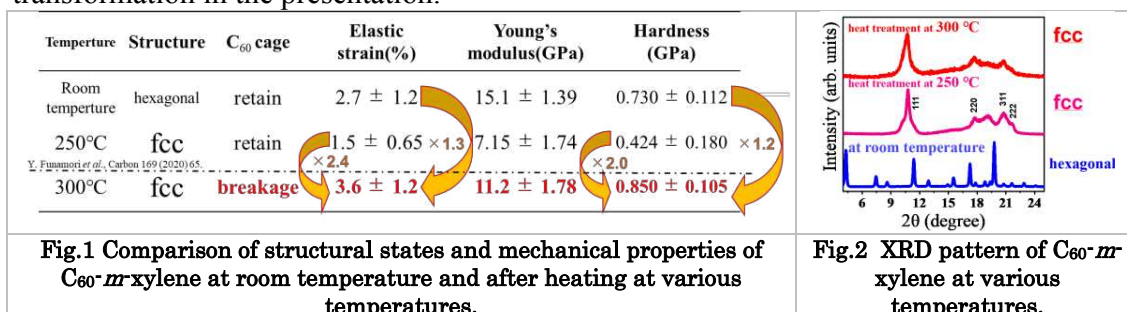 transformation in the presentation.
Temperture Structure C60 cage Elastic strain(%) Young's modulus(GPa) Hardness (GPa)
Room temperture hexagonal retain 2.7 ± 1.2 15.1 ± 1.39 0.730 ± 0.112
250℃ fcc retain 1.5 ± 0.65 ×1.3 7.15 ± 1.74 0.424 ± 0.180 ×1.2
Y. Funamori et al., Carbon 169 (2020) 65.
×2.4 ×2.0
300℃ fcc breakage 3.6 ± 1.2 11.2 ± 1.78 0.850 ± 0.105
Fig.1 Comparison of structural states and mechanical properties of
C60-m-xylene at room temperature and after heating at various
temperatures.
Intensity (arb. units)
heat treatment at 300 ℃
fcc
heat treatment at 250 ℃
fcc
111
220
311
222
at room temperature
hexagonal
6 9 12 15 18 21 24
2θ (degree)
Fig.2 XRD pattern of C60-m-
xylene at various
temperatures.